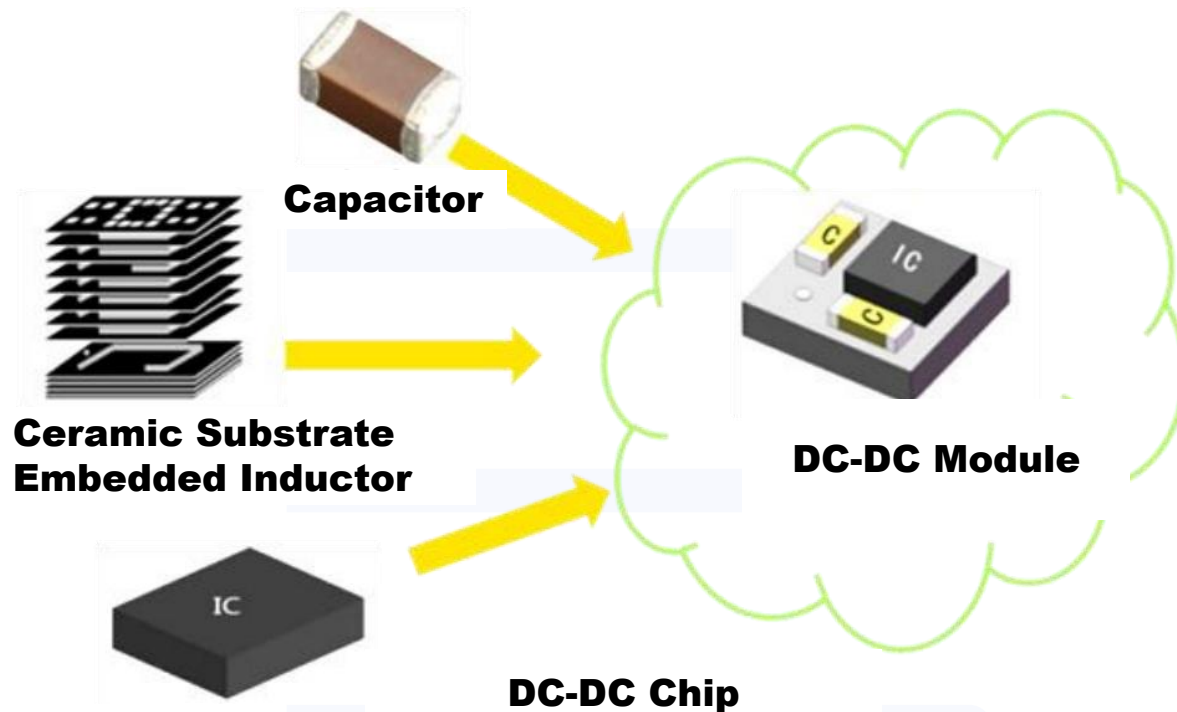 Capacitor
C
IC
C
Ceramic Substrate
Embedded Inductor
DC-DC Module
IC
DC-DC Chip